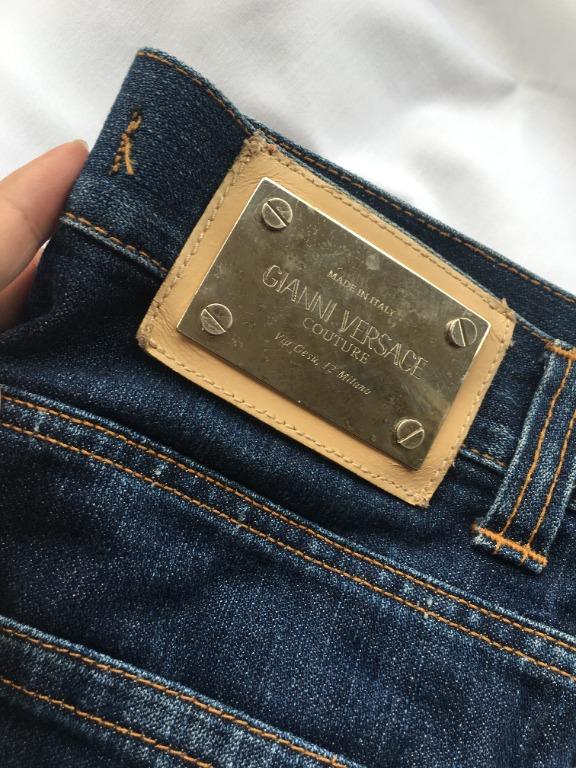 MADE IN ITALY
GIANNI VERSACE
COUTURE
Via Gesù, 12 Milano